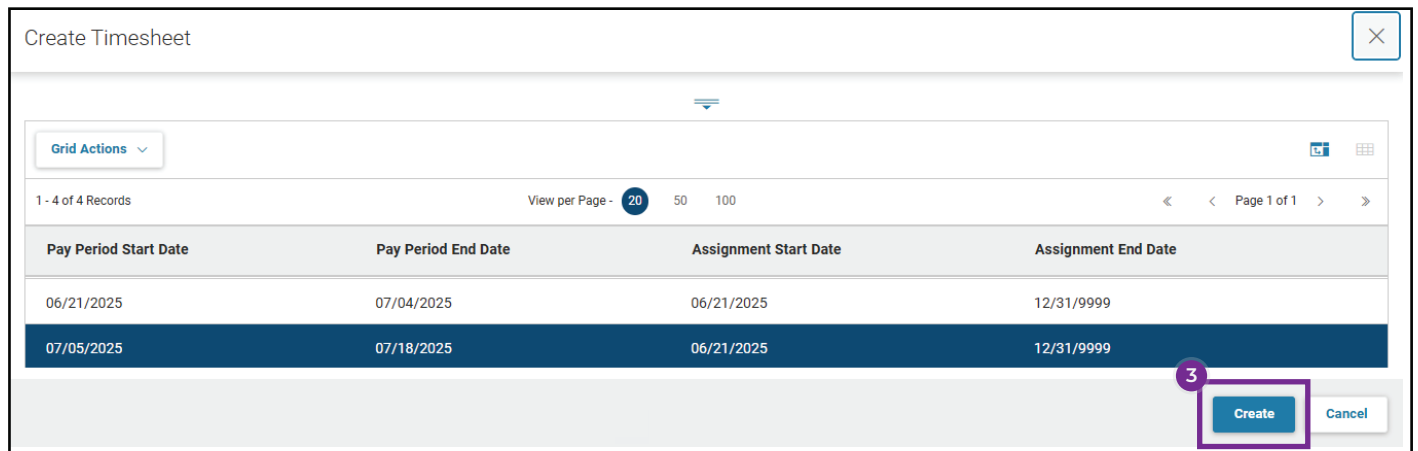 Create Timesheet
Grid Actions
1 - 4 of 4 Records View per Page - 20 50 100 Page 1 of 1
Pay Period Start Date Pay Period End Date Assignment Start Date Assignment End Date
06/21/2025 07/04/2025 06/21/2025 12/31/9999
07/05/2025 07/18/2025 06/21/2025 12/31/9999
3
Create Cancel